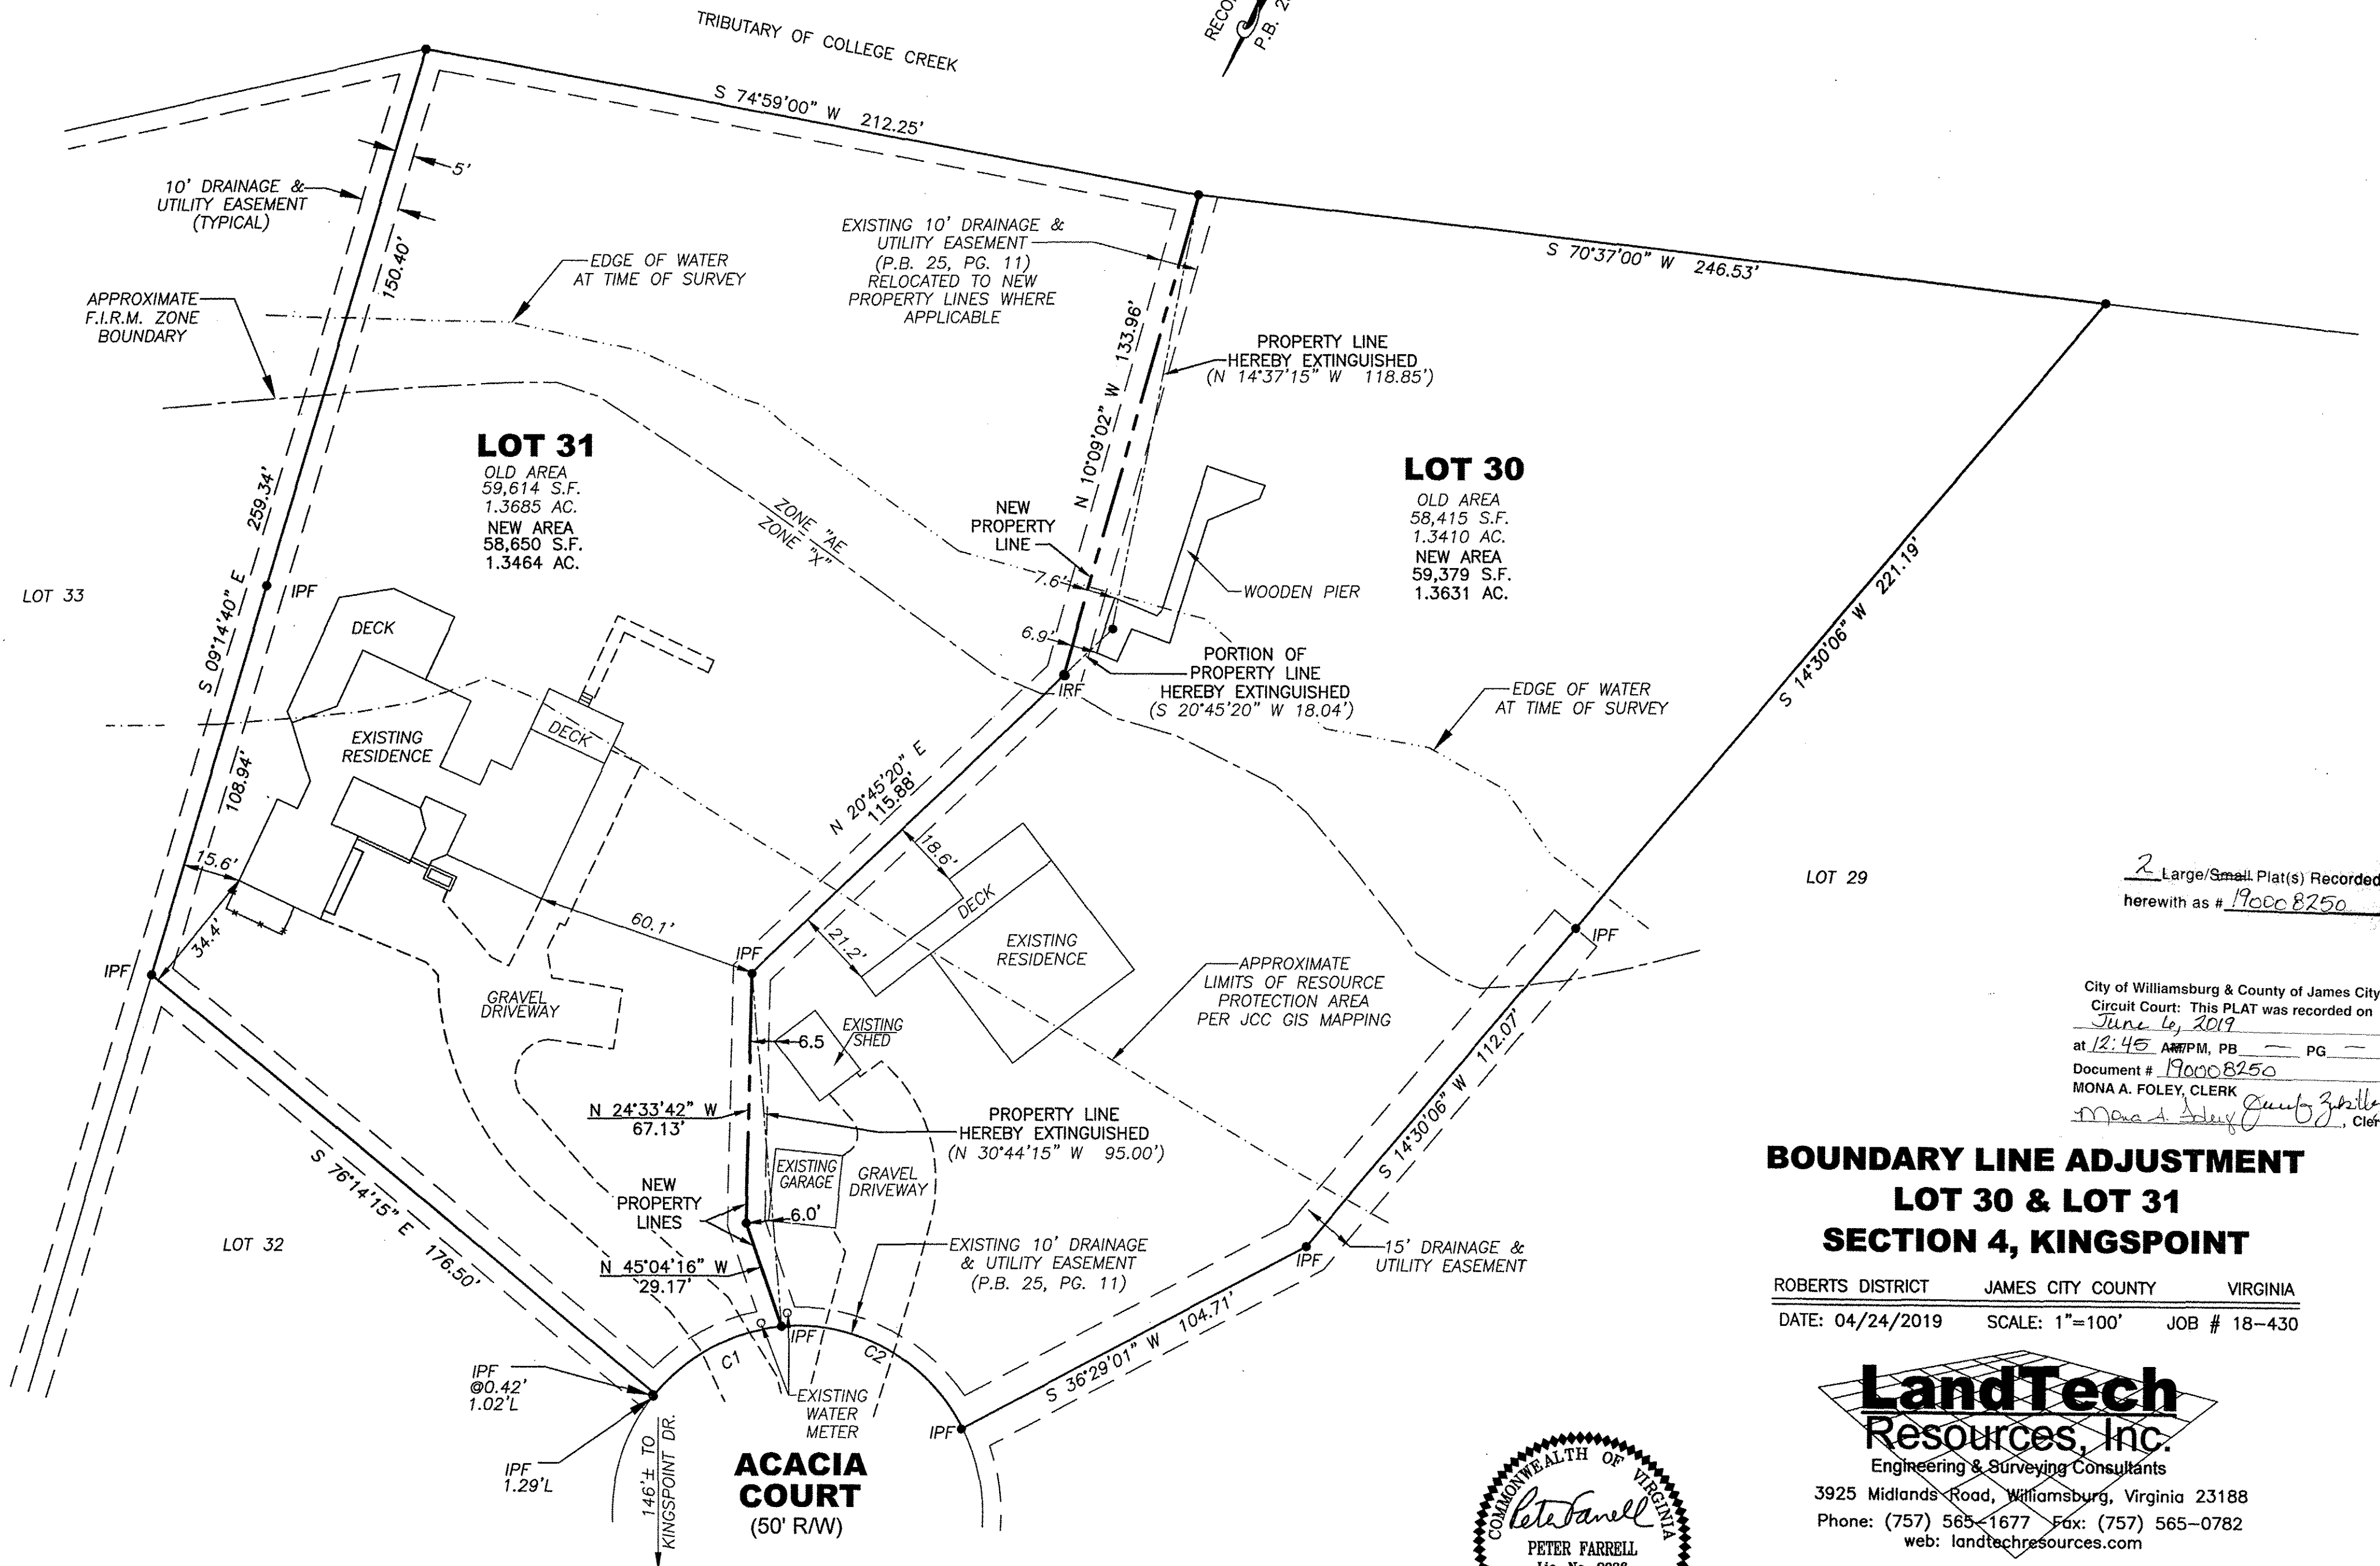 TRIBUTARY OF COLLEGE CREEK
P.B.
S 74°59'00" W 212.25'
5'
10' DRAINAGE &
UTILITY EASEMENT
(TYPICAL)
150.40'
EXISTING 10' DRAINAGE &
UTILITY EASEMENT
(P.B. 25, PG. 11)
RELOCATED TO NEW
PROPERTY LINES WHERE
APPLICABLE
S 70°37'00" W 246.53'
EDGE OF WATER
AT TIME OF SURVEY
APPROXIMATE
F.I.R.M. ZONE
BOUNDARY
N 10°09'02" W 133.96'
PROPERTY LINE
HEREBY EXTINGUISHED
(N 14°37'15" W 118.85')
LOT 31
OLD AREA
59,614 S.F.
1.3685 AC.
NEW AREA
58,650 S.F.
1.3464 AC.
LOT 30
OLD AREA
58,415 S.F.
1.3410 AC.
NEW AREA
59,379 S.F.
1.3631 AC.
ZONE "AE
ZONE "X"
NEW
PROPERTY
LINE
7.6'
6.9'
WOODEN PIER
LOT 33
IPF
S 09°14'40" E 259.34'
DECK
IRF
PORTION OF
PROPERTY LINE
HEREBY EXTINGUISHED
(S 20°45'20" W 18.04')
EDGE OF WATER
AT TIME OF SURVEY
S 14°30'06" W 221.19'
EXISTING
RESIDENCE
DECK
108.94'
N 20°45'20" E
115.88'
15.6'
34.4'
60.1'
18.6'
21.2'
DECK
EXISTING
RESIDENCE
LOT 29
IPF
IPF
IPF
GRAVEL
DRIVEWAY
EXISTING
SHED
6.5
APPROXIMATE
LIMITS OF RESOURCE
PROTECTION AREA
PER JCC GIS MAPPING
S 14°30'06" W 112.07'
N 24°33'42" W
67.13'
PROPERTY LINE
HEREBY EXTINGUISHED
(N 30°44'15" W 95.00')
EXISTING
GARAGE
GRAVEL
DRIVEWAY
NEW
PROPERTY
LINES
6.0'
S 76°14'15" E 176.50'
LOT 32
N 45°04'16" W
29.17'
EXISTING 10' DRAINAGE
& UTILITY EASEMENT
(P.B. 25, PG. 11)
IPF
15' DRAINAGE &
UTILITY EASEMENT
S 36°29'01" W 104.71'
IPF
C1
C2
IPF
@0.42'
1.02'L
IPF
1.29'L
EXISTING
WATER
METER
IPF
146'± TO
KINGSPOINT DR.
ACACIA
COURT
(50' R/W)
2 Large/Small Plat(s) Recorded
herewith as # 190008250
City of Williamsburg & County of James City
Circuit Court: This PLAT was recorded on
June 6, 2019
at 12:45 AM/PM, PB — PG —
Document # 190008250
MONA A. FOLEY, CLERK
Mona A. Foley
BOUNDARY LINE ADJUSTMENT
LOT 30 & LOT 31
SECTION 4, KINGSPOINT
ROBERTS DISTRICT JAMES CITY COUNTY VIRGINIA
DATE: 04/24/2019 SCALE: 1"=100' JOB # 18-430
LandTech
Resources, Inc.
Engineering & Surveying Consultants
3925 Midlands Road, Williamsburg, Virginia 23188
Phone: (757) 565-1677 Fax: (757) 565-0782
web: landtechresources.com
COMMONWEALTH OF VIRGINIA
Peter Farrell
PETER FARRELL